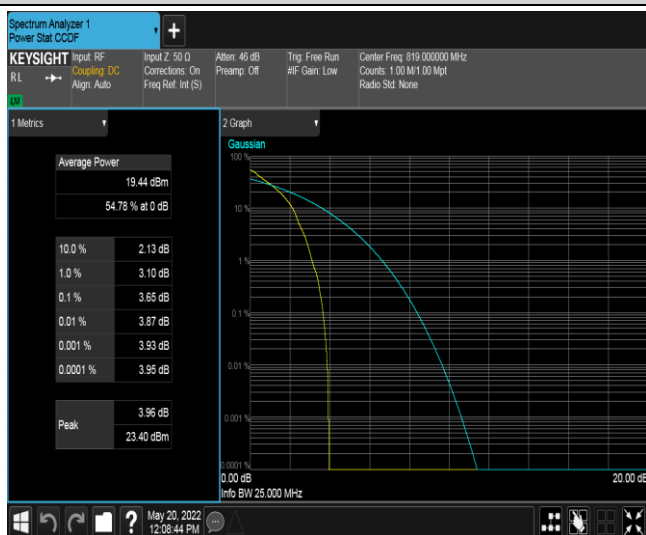 Spectrum Analyzer 1
Power Stat CCDF
KEYSIGHT
RL
Input: RF
Coupling: DC
Align: Auto
Input Z: 50 Ω
Corrections: On
Freq Ref: Int (S)
Atten: 46 dB
Preamp: Off
Trig: Free Run
#IF Gain: Low
Center Freq: 819.000000 MHz
Counts: 1.00 M/1.00 Mpt
Radio Std: None
1 Metrics
Average Power
19.44 dBm
54.78 % at 0 dB
10.0 % 2.13 dB
1.0 % 3.10 dB
0.1 % 3.65 dB
0.01 % 3.87 dB
0.001 % 3.93 dB
0.0001 % 3.95 dB
Peak
3.96 dB
23.40 dBm
2 Graph
Gaussian
100 %
10 %
1 %
0.1 %
0.01 %
0.001 %
0.0001 %
0.00 dB
20.00 dB
Info BW 25.000 MHz
?
May 20, 2022
12:08:44 PM